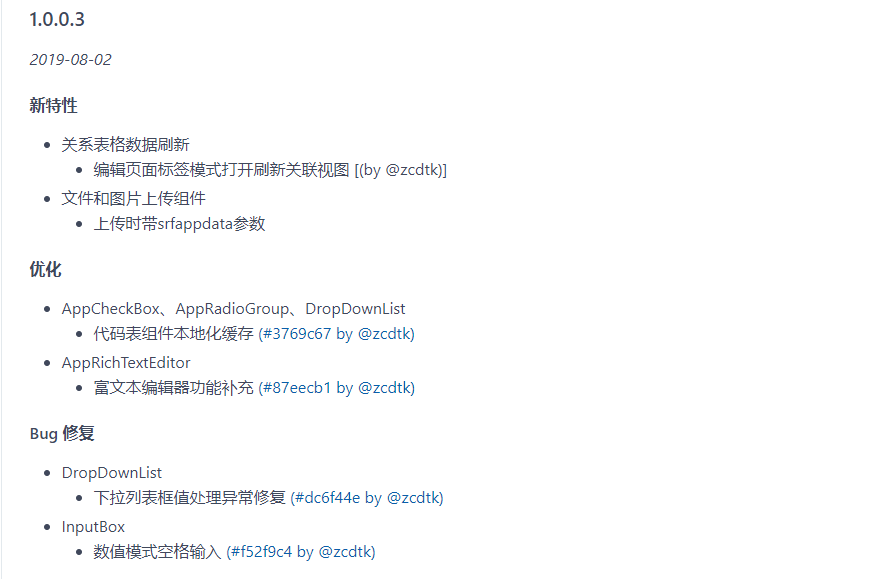 1.0.0.3
2019-08-02
新特性
关系表格数据刷新
编辑页面标签模式打开刷新关联视图 [(by @zcdtk)]
文件和图片上传组件
上传时带srfappdata参数
优化
AppCheckBox、AppRadioGroup、DropDownList
代码表组件本地化缓存 (#3769c67 by @zcdtk)
AppRichTextEditor
富文本编辑器功能补充 (#87eecb1 by @zcdtk)
Bug 修复
DropDownList
下拉列表框值处理异常修复 (#dc6f44e by @zcdtk)
InputBox
数值模式空格输入 (#f52f9c4 by @zcdtk)